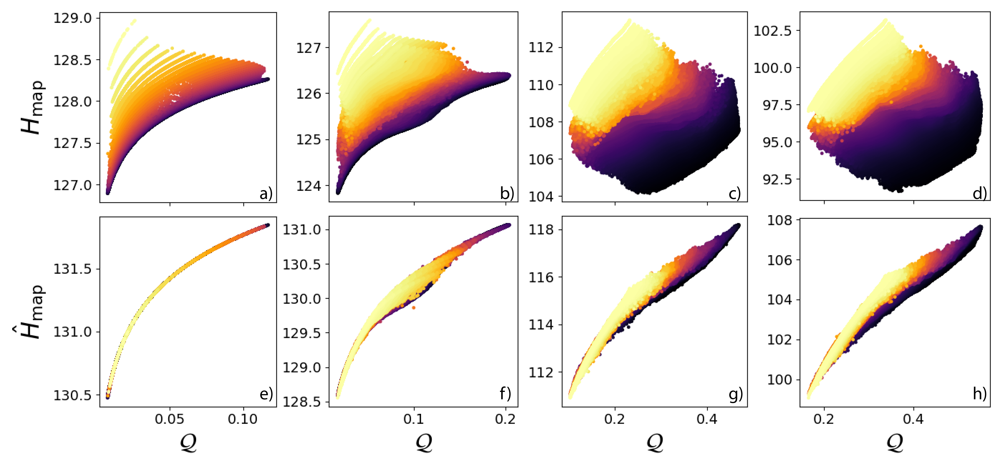 H_map
129.0
128.5
128.0
127.5
127.0
a)
127
126
125
124
b)
112
110
108
106
104
c)
102.5
100.0
97.5
95.0
92.5
d)
Ĥ_map
131.5
131.0
130.5
0.05 0.10
Q
e)
131.0
130.5
130.0
129.5
129.0
128.5
0.1 0.2
Q
f)
118
116
114
112
0.2 0.4
Q
g)
108
106
104
102
100
0.2 0.4
Q
h)